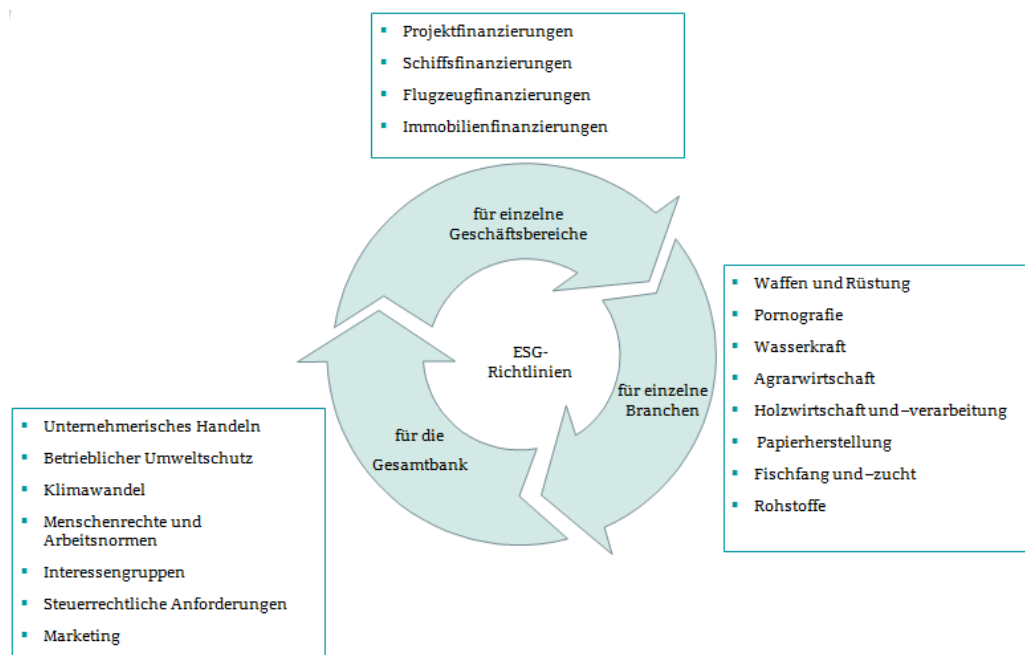 Projektfinanzierungen
Schiffsfinanzierungen
Flugzeugfinanzierungen
Immobilienfinanzierungen
für einzelne
Geschäftsbereiche
ESG-
Richtlinien
für einzelne
Branchen
für die
Gesamtbank
Waffen und Rüstung
Pornografie
Wasserkraft
Agrarwirtschaft
Holzwirtschaft und –verarbeitung
Papierherstellung
Fischfang und –zucht
Rohstoffe
Unternehmerisches Handeln
Betrieblicher Umweltschutz
Klimawandel
Menschenrechte und
Arbeitsnormen
Interessengruppen
Steuerrechtliche Anforderungen
Marketing